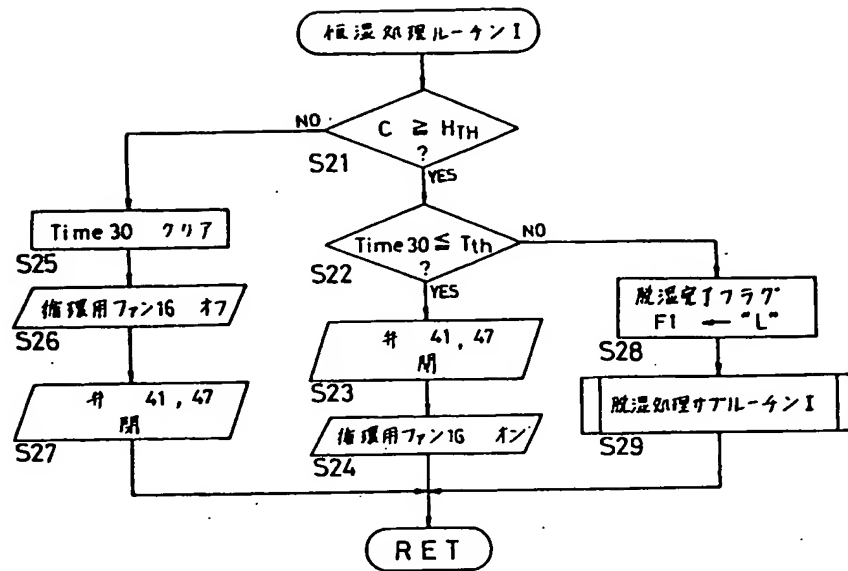 恒湿処理ルーチンI
C ≧ HTH
?
NO
S21
YES
Time30 クリア
S25
Time30≦Tth
?
NO
S22
YES
循環用ファン16 オフ
S26
弁 41,47
開
S23
脱湿完了フラグ
F1 ← "L"
S28
弁 41,47
閉
S27
循環用ファン16 オン
S24
脱湿処理サブルーチンI
S29
RET